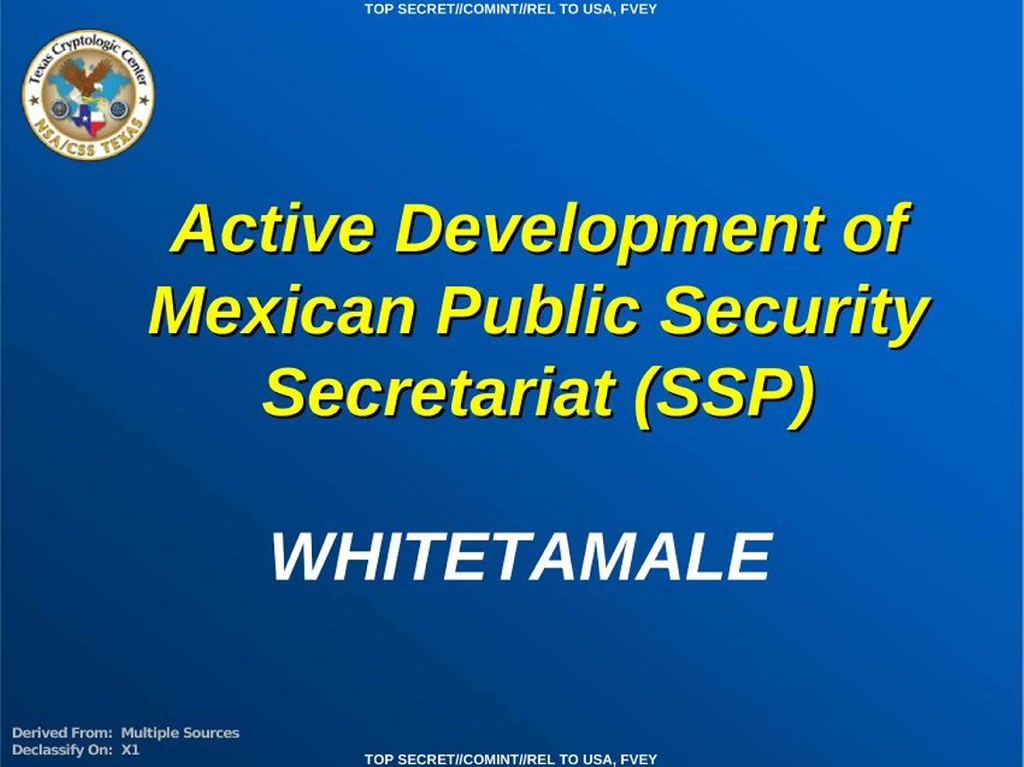 TOP SECRET//COMINT//REL TO USA, FVEY
Texas Cryptologic Center
NSA/CSS TEXAS
Active Development of
Mexican Public Security
Secretariat (SSP)
WHITETAMALE
Derived From: Multiple Sources
Declassify On: X1
TOP SECRET//COMINT//REL TO USA, FVEY